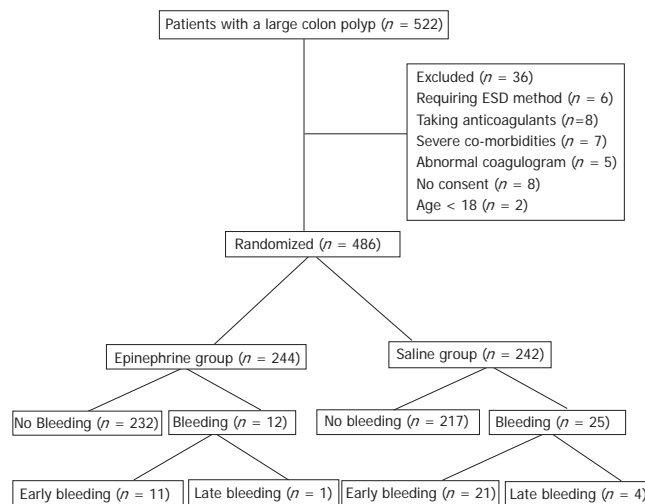 Patients with a large colon polyp (n = 522)
Excluded (n = 36)
Requiring ESD method (n = 6)
Taking anticoagulants (n=8)
Severe co-morbidities (n = 7)
Abnormal coagulogram (n = 5)
No consent (n = 8)
Age < 18 (n = 2)
Randomized (n = 486)
Epinephrine group (n = 244)
Saline group (n = 242)
No Bleeding (n = 232)
Bleeding (n = 12)
No bleeding (n = 217)
Bleeding (n = 25)
Early bleeding (n = 11)
Late bleeding (n = 1)
Early bleeding (n = 21)
Late bleeding (n = 4)